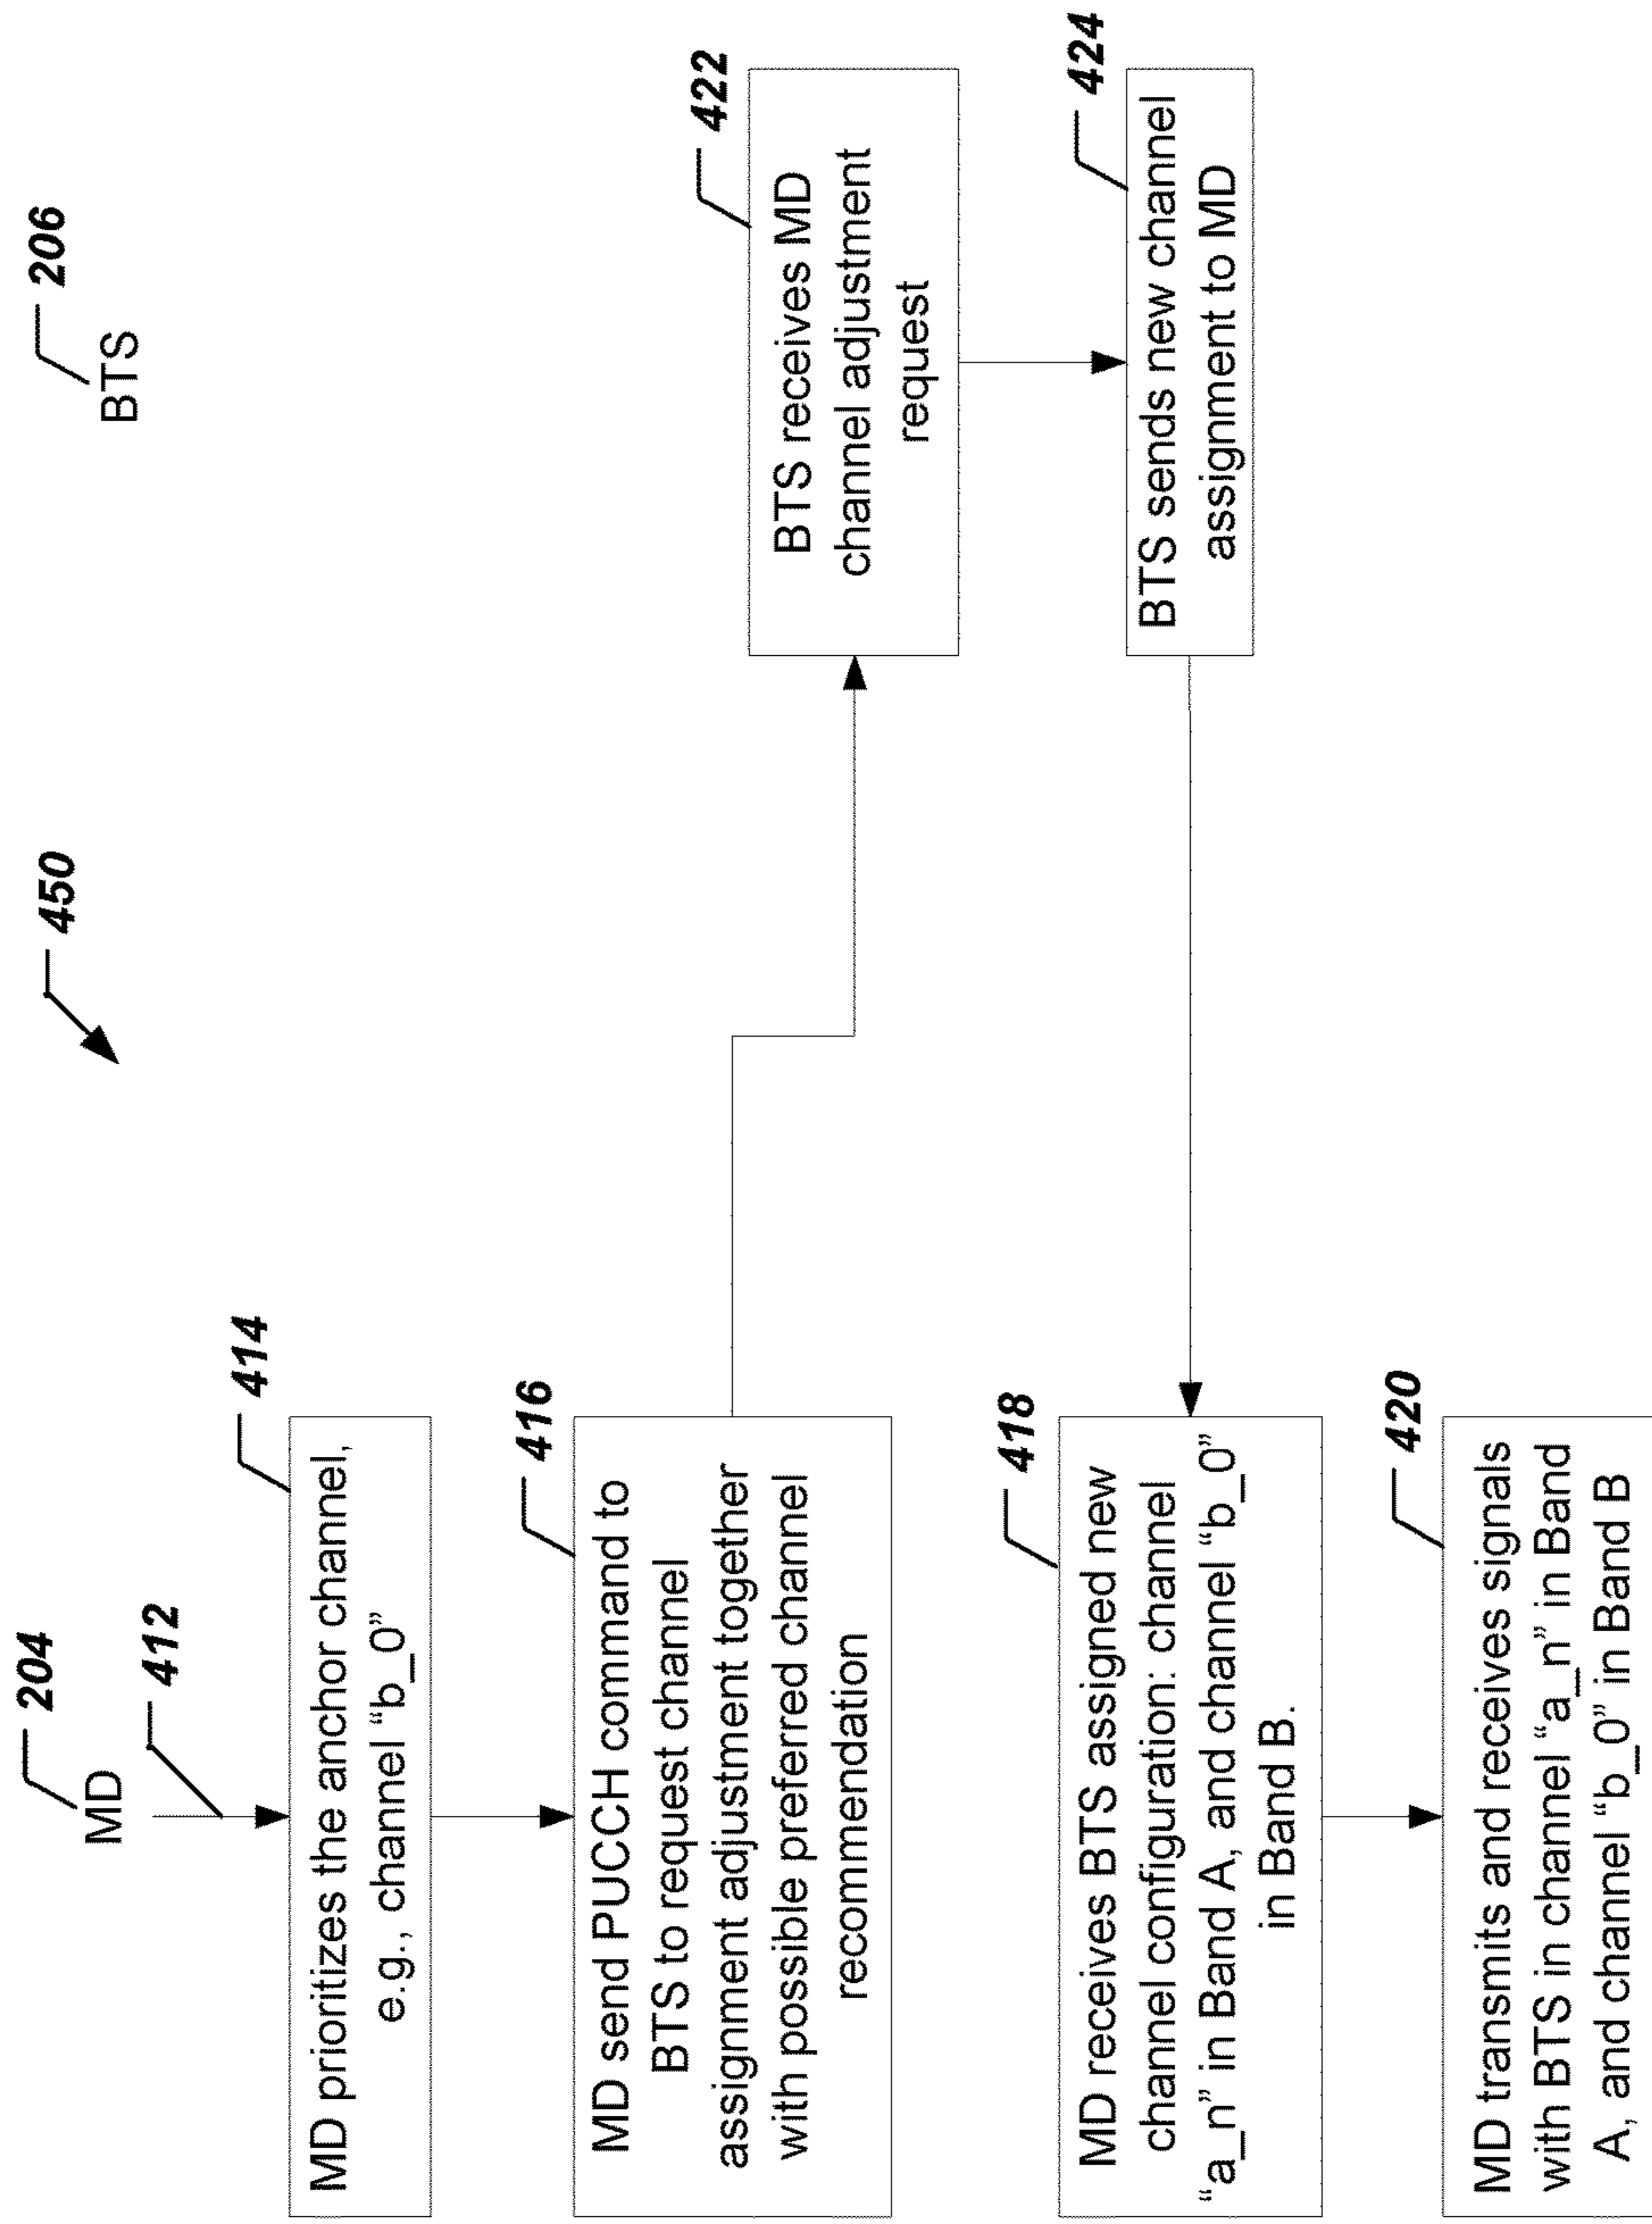 450
204
MD
206
BTS
412
414
MD prioritizes the anchor channel,
e.g., channel “b_0”
416
MD send PUCCH command to
BTS to request channel
assignment adjustment together
with possible preferred channel
recommendation
422
BTS receives MD
channel adjustment
request
424
BTS sends new channel
assignment to MD
418
MD receives BTS assigned new
channel configuration: channel
“a_n” in Band A, and channel “b_0”
in Band B.
420
MD transmits and receives signals
with BTS in channel “a_n” in Band
A, and channel “b_0” in Band B